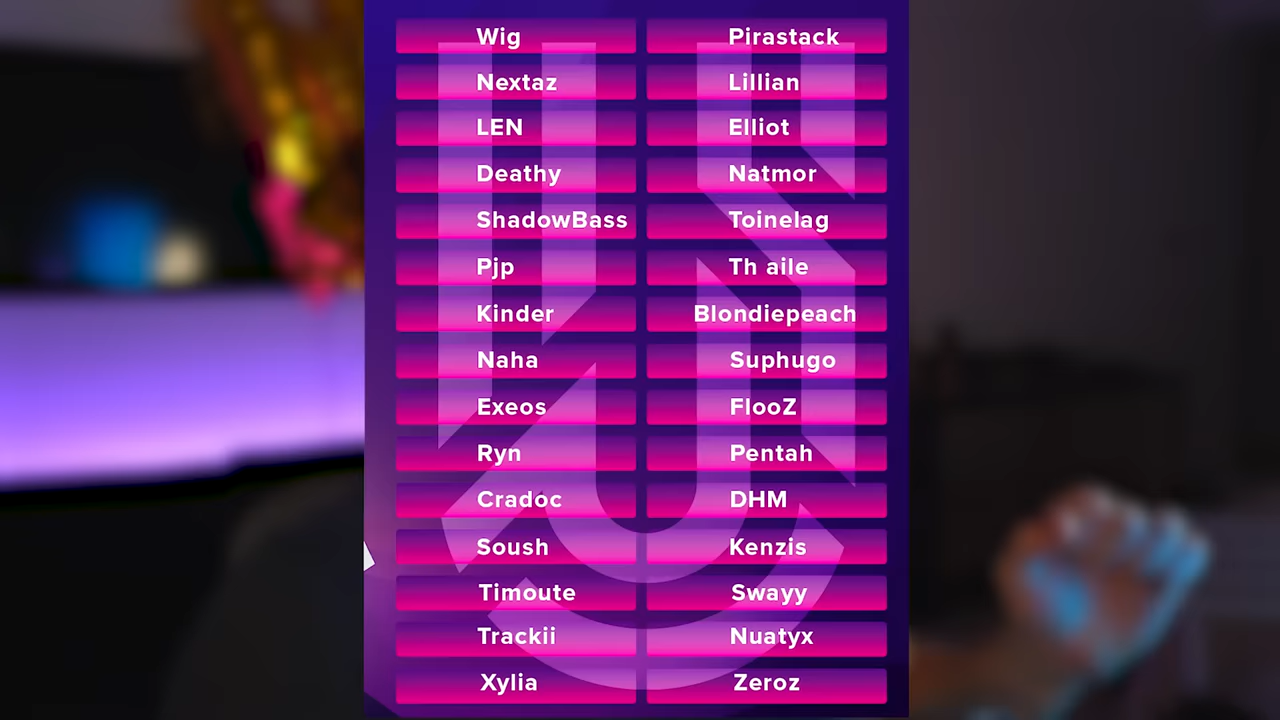 Wig
Pirastack
Nextaz
Lillian
LEN
Elliot
Deathy
Natmor
ShadowBass
Toinelag
Pjp
Th aile
Kinder
Blondiepeach
Naha
Suphugo
Exeos
FlooZ
Ryn
Pentah
Cradoc
DHM
Soush
Kenzis
Timoute
Swayy
Trackii
Nuatyx
Xylia
Zeroz